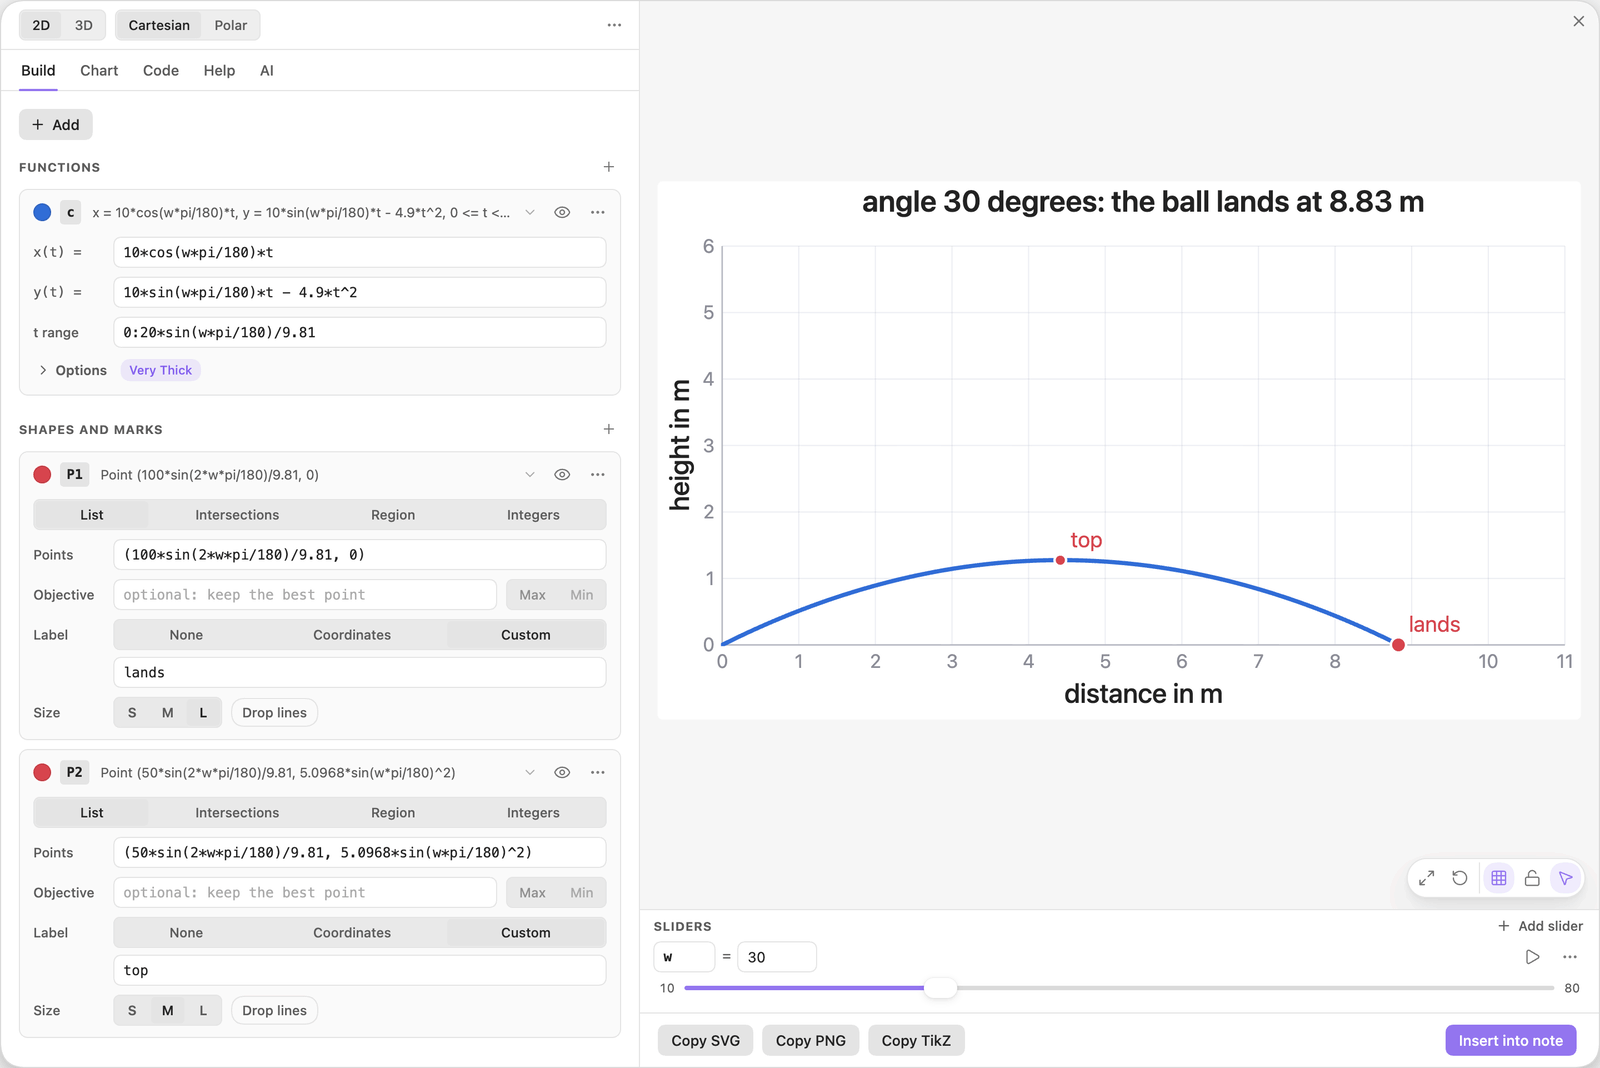 2D 3D Cartesian Polar
Build Chart Code Help AI
+ Add
FUNCTIONS
c x = 10*cos(w*pi/180)*t, y = 10*sin(w*pi/180)*t - 4.9*t^2, 0 <= t <...
x(t) = 10*cos(w*pi/180)*t
y(t) = 10*sin(w*pi/180)*t − 4.9*t^2
t range 0:20*sin(w*pi/180)/9.81
Options Very Thick
SHAPES AND MARKS
P1 Point (100*sin(2*w*pi/180)/9.81, 0)
List Intersections Region Integers
Points (100*sin(2*w*pi/180)/9.81, 0)
Objective optional: keep the best point Max Min
Label None Coordinates Custom
lands
Size S M L Drop lines
P2 Point (50*sin(2*w*pi/180)/9.81, 5.0968*sin(w*pi/180)^2)
List Intersections Region Integers
Points (50*sin(2*w*pi/180)/9.81, 5.0968*sin(w*pi/180)^2)
Objective optional: keep the best point Max Min
Label None Coordinates Custom
top
Size S M L Drop lines
angle 30 degrees: the ball lands at 8.83 m
6
5
4
3
2
1
0
height in m
top
lands
0 1 2 3 4 5 6 7 8 10 11
distance in m
SLIDERS + Add slider
w = 30
10 80
Copy SVG Copy PNG Copy TikZ Insert into note